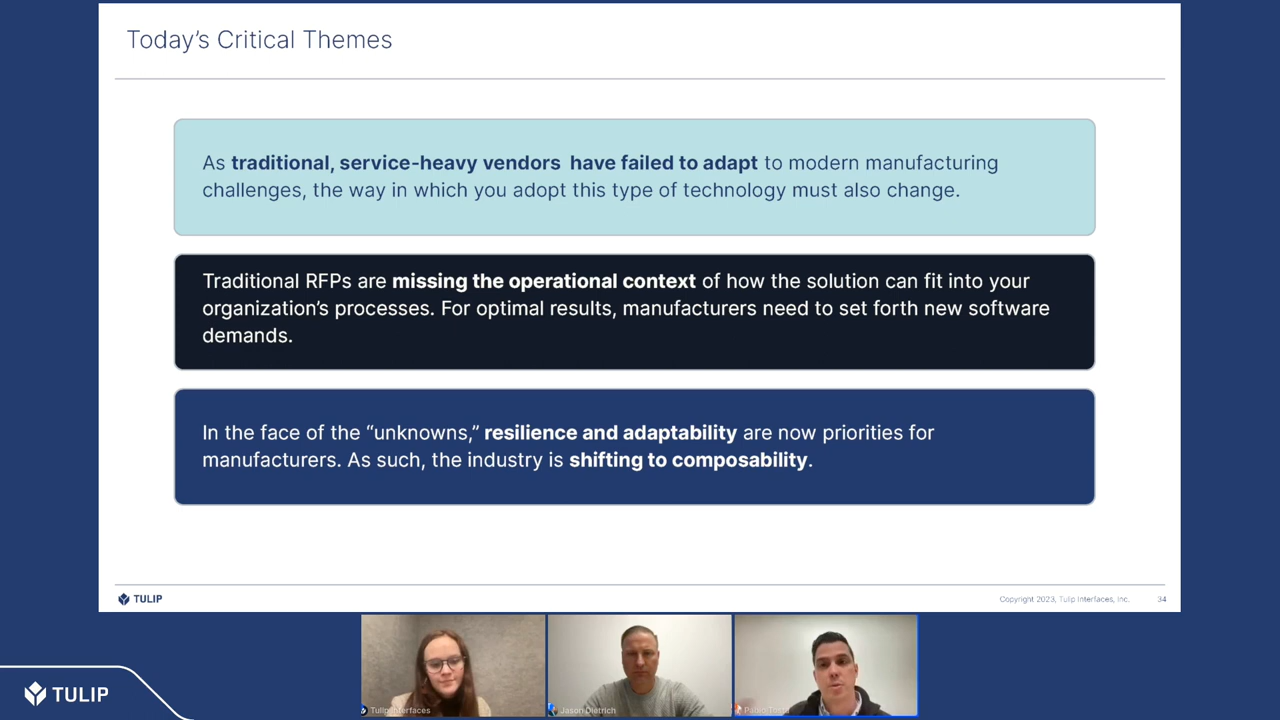 Today's Critical Themes
As traditional, service-heavy vendors have failed to adapt to modern manufacturing
challenges, the way in which you adopt this type of technology must also change.
Traditional RFPs are missing the operational context of how the solution can fit into your
organization's processes. For optimal results, manufacturers need to set forth new software
demands.
In the face of the “unknowns,” resilience and adaptability are now priorities for
manufacturers. As such, the industry is shifting to composability.
TULIP
Copyright 2023, Tulip Interfaces, Inc.
34
TULIP
Tulip Interfaces
Jason Dietrich